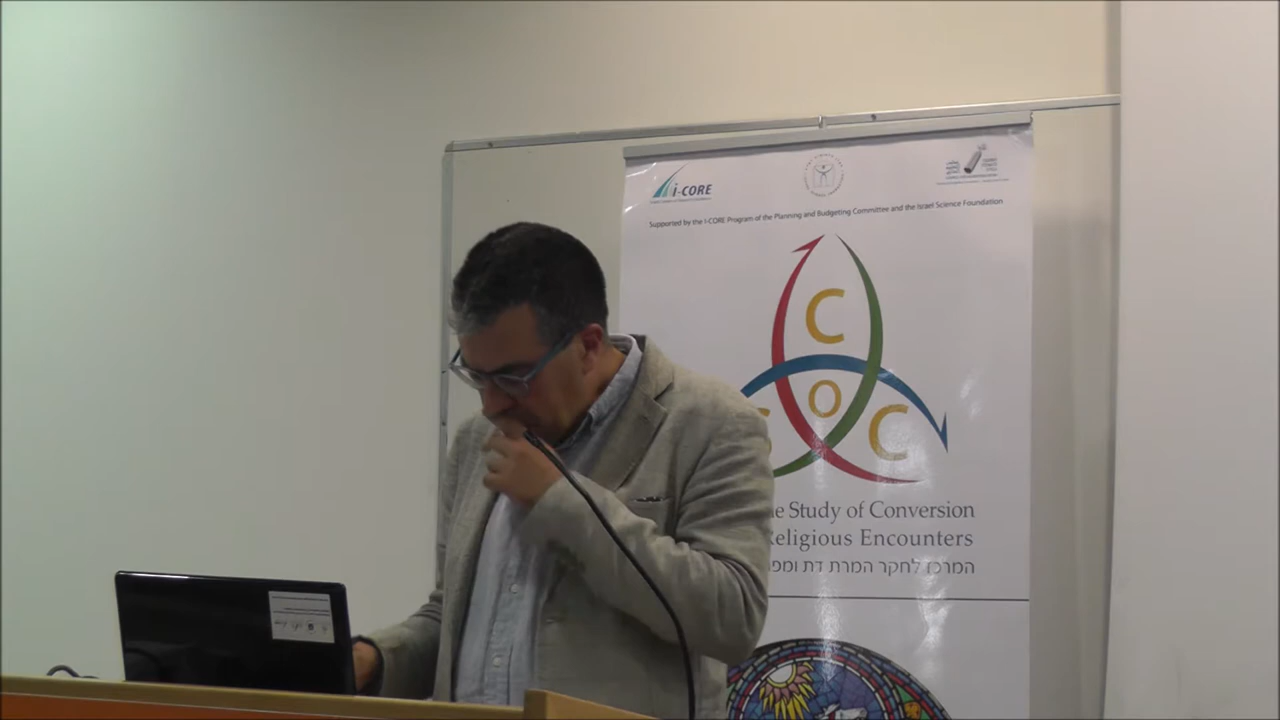 i-CORE
Supported by the I-CORE Program of the Planning and Budgeting Committee and the Israel Science Foundation
C
O C
e Study of Conversion
Religious Encounters
המרכז לחקר המרת דת ומפ